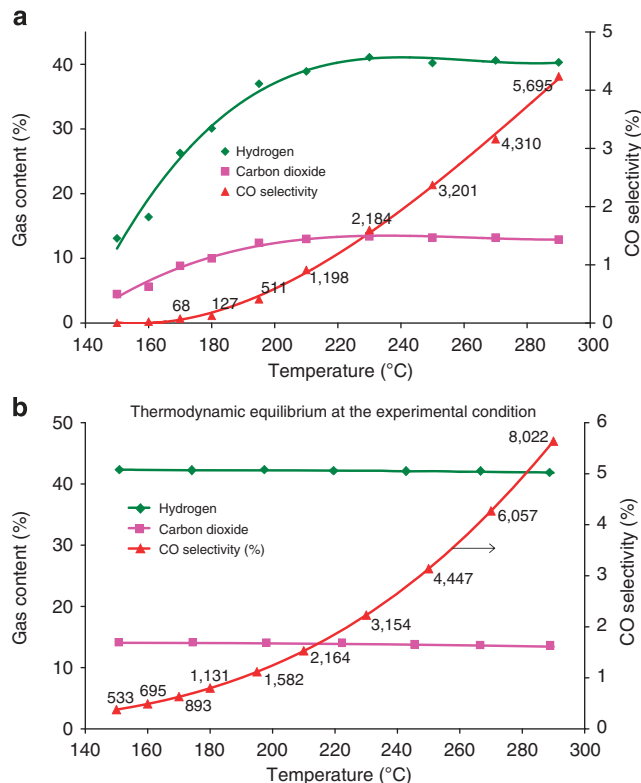 a
Gas content (%)
40
30
20
10
0
5
4
3
2
1
0
CO selectivity (%)
Hydrogen
Carbon dioxide
CO selectivity
68
127
511
1,198
2,184
3,201
4,310
5,695
140 160 180 200 220 240 260 280 300
Temperature (°C)
b
Thermodynamic equilibrium at the experimental condition
Gas content (%)
50
40
30
20
10
0
6
5
4
3
2
1
0
CO selectivity (%)
Hydrogen
Carbon dioxide
CO selectivity (%)
533
695
893
1,131
1,582
2,164
3,154
4,447
6,057
8,022
140 160 180 200 220 240 260 280 300
Temperature (°C)